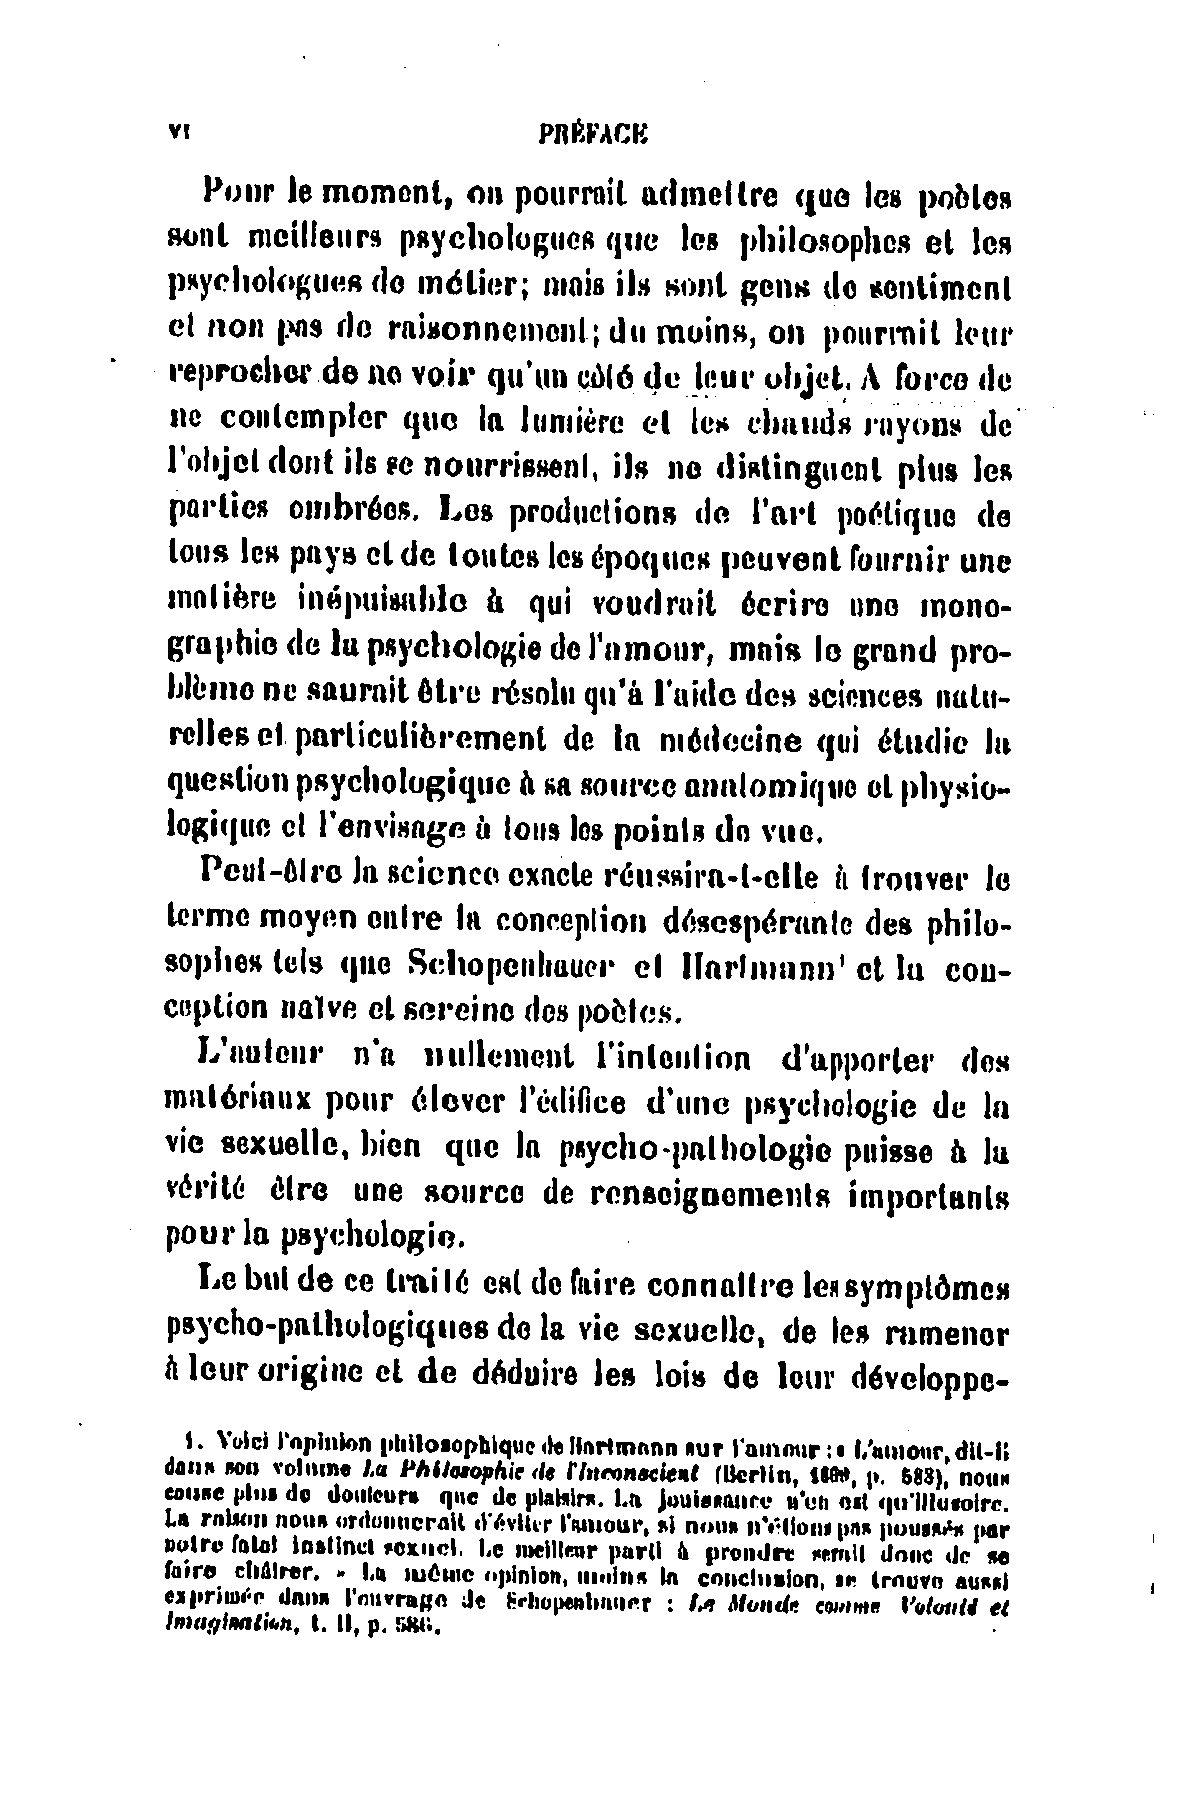 VI PRÉFACE
Pour le moment, on pourrait admettre que les poètes
sont meilleurs psychologues que les philosophes et les
psychologues de métier; mais ils sont gens de sentiment
et non pas de raisonnement; du moins, on pourrait leur
reprocher de ne voir qu'un côté de leur objet. A force de
ne contempler que la lumière et les chauds rayons de
l'objet dont ils se nourrissent, ils ne distinguent plus les
parties ombrées. Les productions de l'art poétique de
tous les pays et de toutes les époques peuvent fournir une
matière inépuisable à qui voudrait écrire une mono-
graphie de la psychologie de l'amour, mais le grand pro-
blème ne saurait être résolu qu'à l'aide des sciences natu-
relles et particulièrement de la médecine qui étudie la
question psychologique à sa source anatomique et physio-
logique et l'envisage à tous les points de vue.
Peut-être la science exacte réussira-t-elle à trouver le
terme moyen entre la conception désespérante des philo-
sophes tels que Schopenhauer et Hartmann¹ et la con-
ception naïve et sereine des poètes.
L'auteur n'a nullement l'intention d'apporter des
matériaux pour élever l'édifice d'une psychologie de la
vie sexuelle, bien que la psycho-pathologie puisse à la
vérité être une source de renseignements importants
pour la psychologie.
Le but de ce traité est de faire connaître les symptômes
psycho-pathologiques de la vie sexuelle, de les ramener
à leur origine et de déduire les lois de leur développe-
1. Voici l'opinion philosophique de Hartmann sur l'amour : « L'amour, dit-il
dans son volume La Philosophie de l'Inconscient (Berlin, p. 583), nous
cause plus de douleurs que de plaisirs. La jouissance n'en est qu'illusoire.
La raison nous ordonnerait d'éviter l'amour, si nous n'étions pas poussés par
notre fatal instinct sexuel. Le meilleur parti à prendre serait donc de se
faire châtrer. » La même opinion, moins la conclusion, se trouve aussi
exprimée dans l'ouvrage de Schopenhauer : Le Monde comme Volonté et
Imagination, t. II, p. 586.